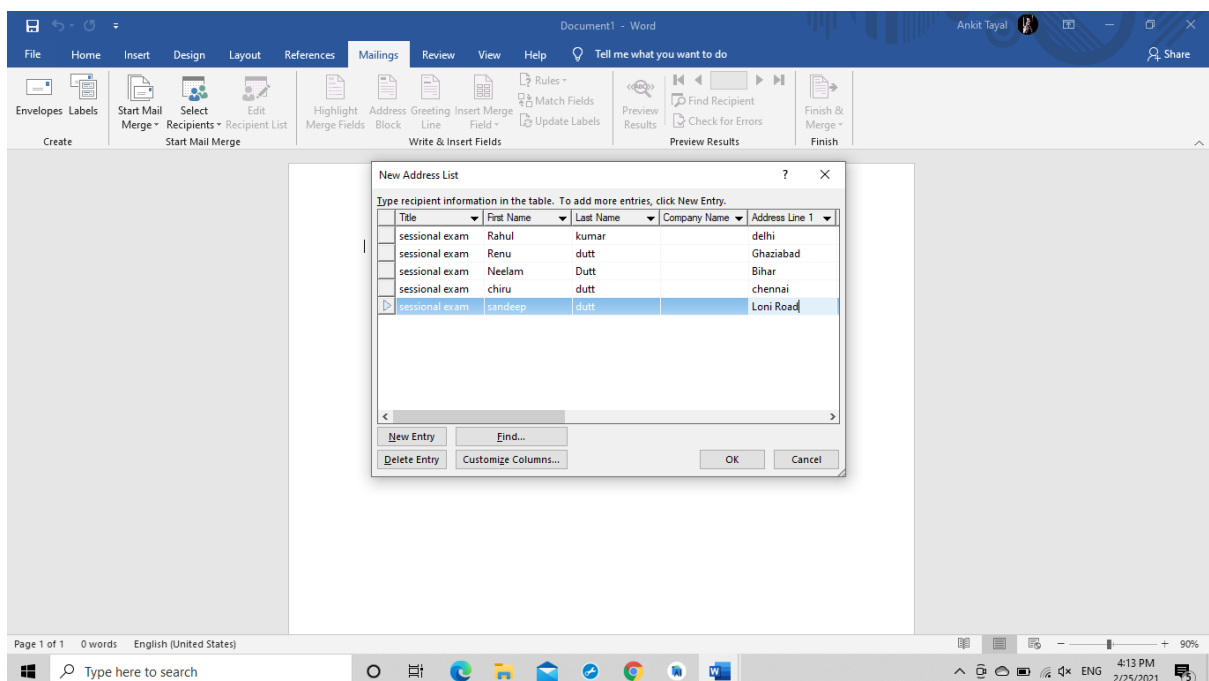 Document1 - Word
Ankit Tayal
File Home Insert Design Layout References Mailings Review View Help Tell me what you want to do Share
Envelopes Labels
Create
Start Mail Merge Select Recipients Edit Recipient List
Start Mail Merge
Highlight Merge Fields Address Block Greeting Line Insert Merge Field
Rules
Match Fields
Update Labels
Write & Insert Fields
ABC
Preview Results
Find Recipient
Check for Errors
Preview Results
Finish & Merge
Finish
New Address List ?
Type recipient information in the table. To add more entries, click New Entry.
Title First Name Last Name Company Name Address Line 1
sessional exam Rahul kumar delhi
sessional exam Renu dutt Ghaziabad
sessional exam Neelam Dutt Bihar
sessional exam chiru dutt chennai
sessional exam sandeep dutt Loni Road
New Entry Find...
Delete Entry Customize Columns... OK Cancel
Page 1 of 1 0 words English (United States) 90%
Type here to search
ENG
4:13 PM
2/25/2021
5